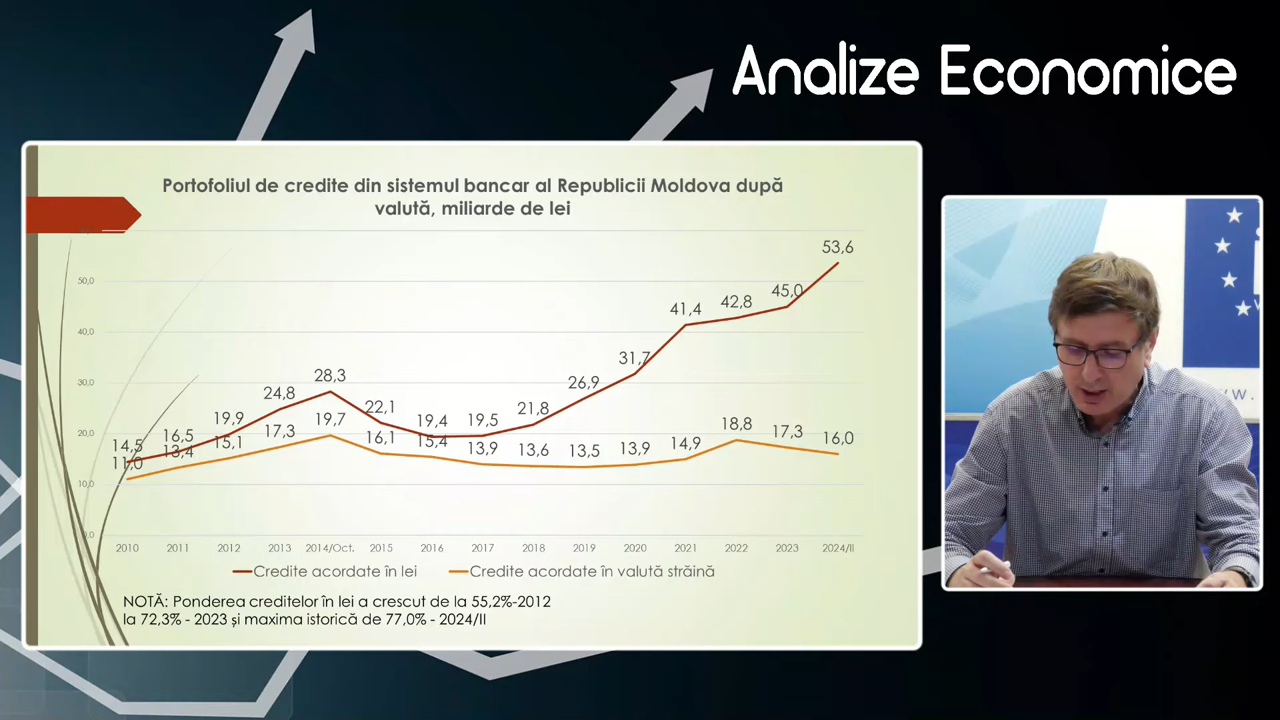 Analize Economice
Portofoliul de credite din sistemul bancar al Republicii Moldova după
valută, miliarde de lei
50,0
40,0
30,0
20,0
10,0
0,0
14,5 16,5 19,9 24,8 28,3 22,1 19,4 19,5 21,8 26,9 31,7 41,4 42,8 45,0 53,6
11,0 13,4 15,1 17,3 19,7 16,1 15,4 13,9 13,6 13,5 13,9 14,9 18,8 17,3 16,0
2010 2011 2012 2013 2014/Oct. 2015 2016 2017 2018 2019 2020 2021 2022 2023 2024/II
Credite acordate în lei Credite acordate în valută străină
NOTĂ: Ponderea creditelor în lei a crescut de la 55,2%-2012
la 72,3% - 2023 și maxima istorică de 77,0% - 2024/II